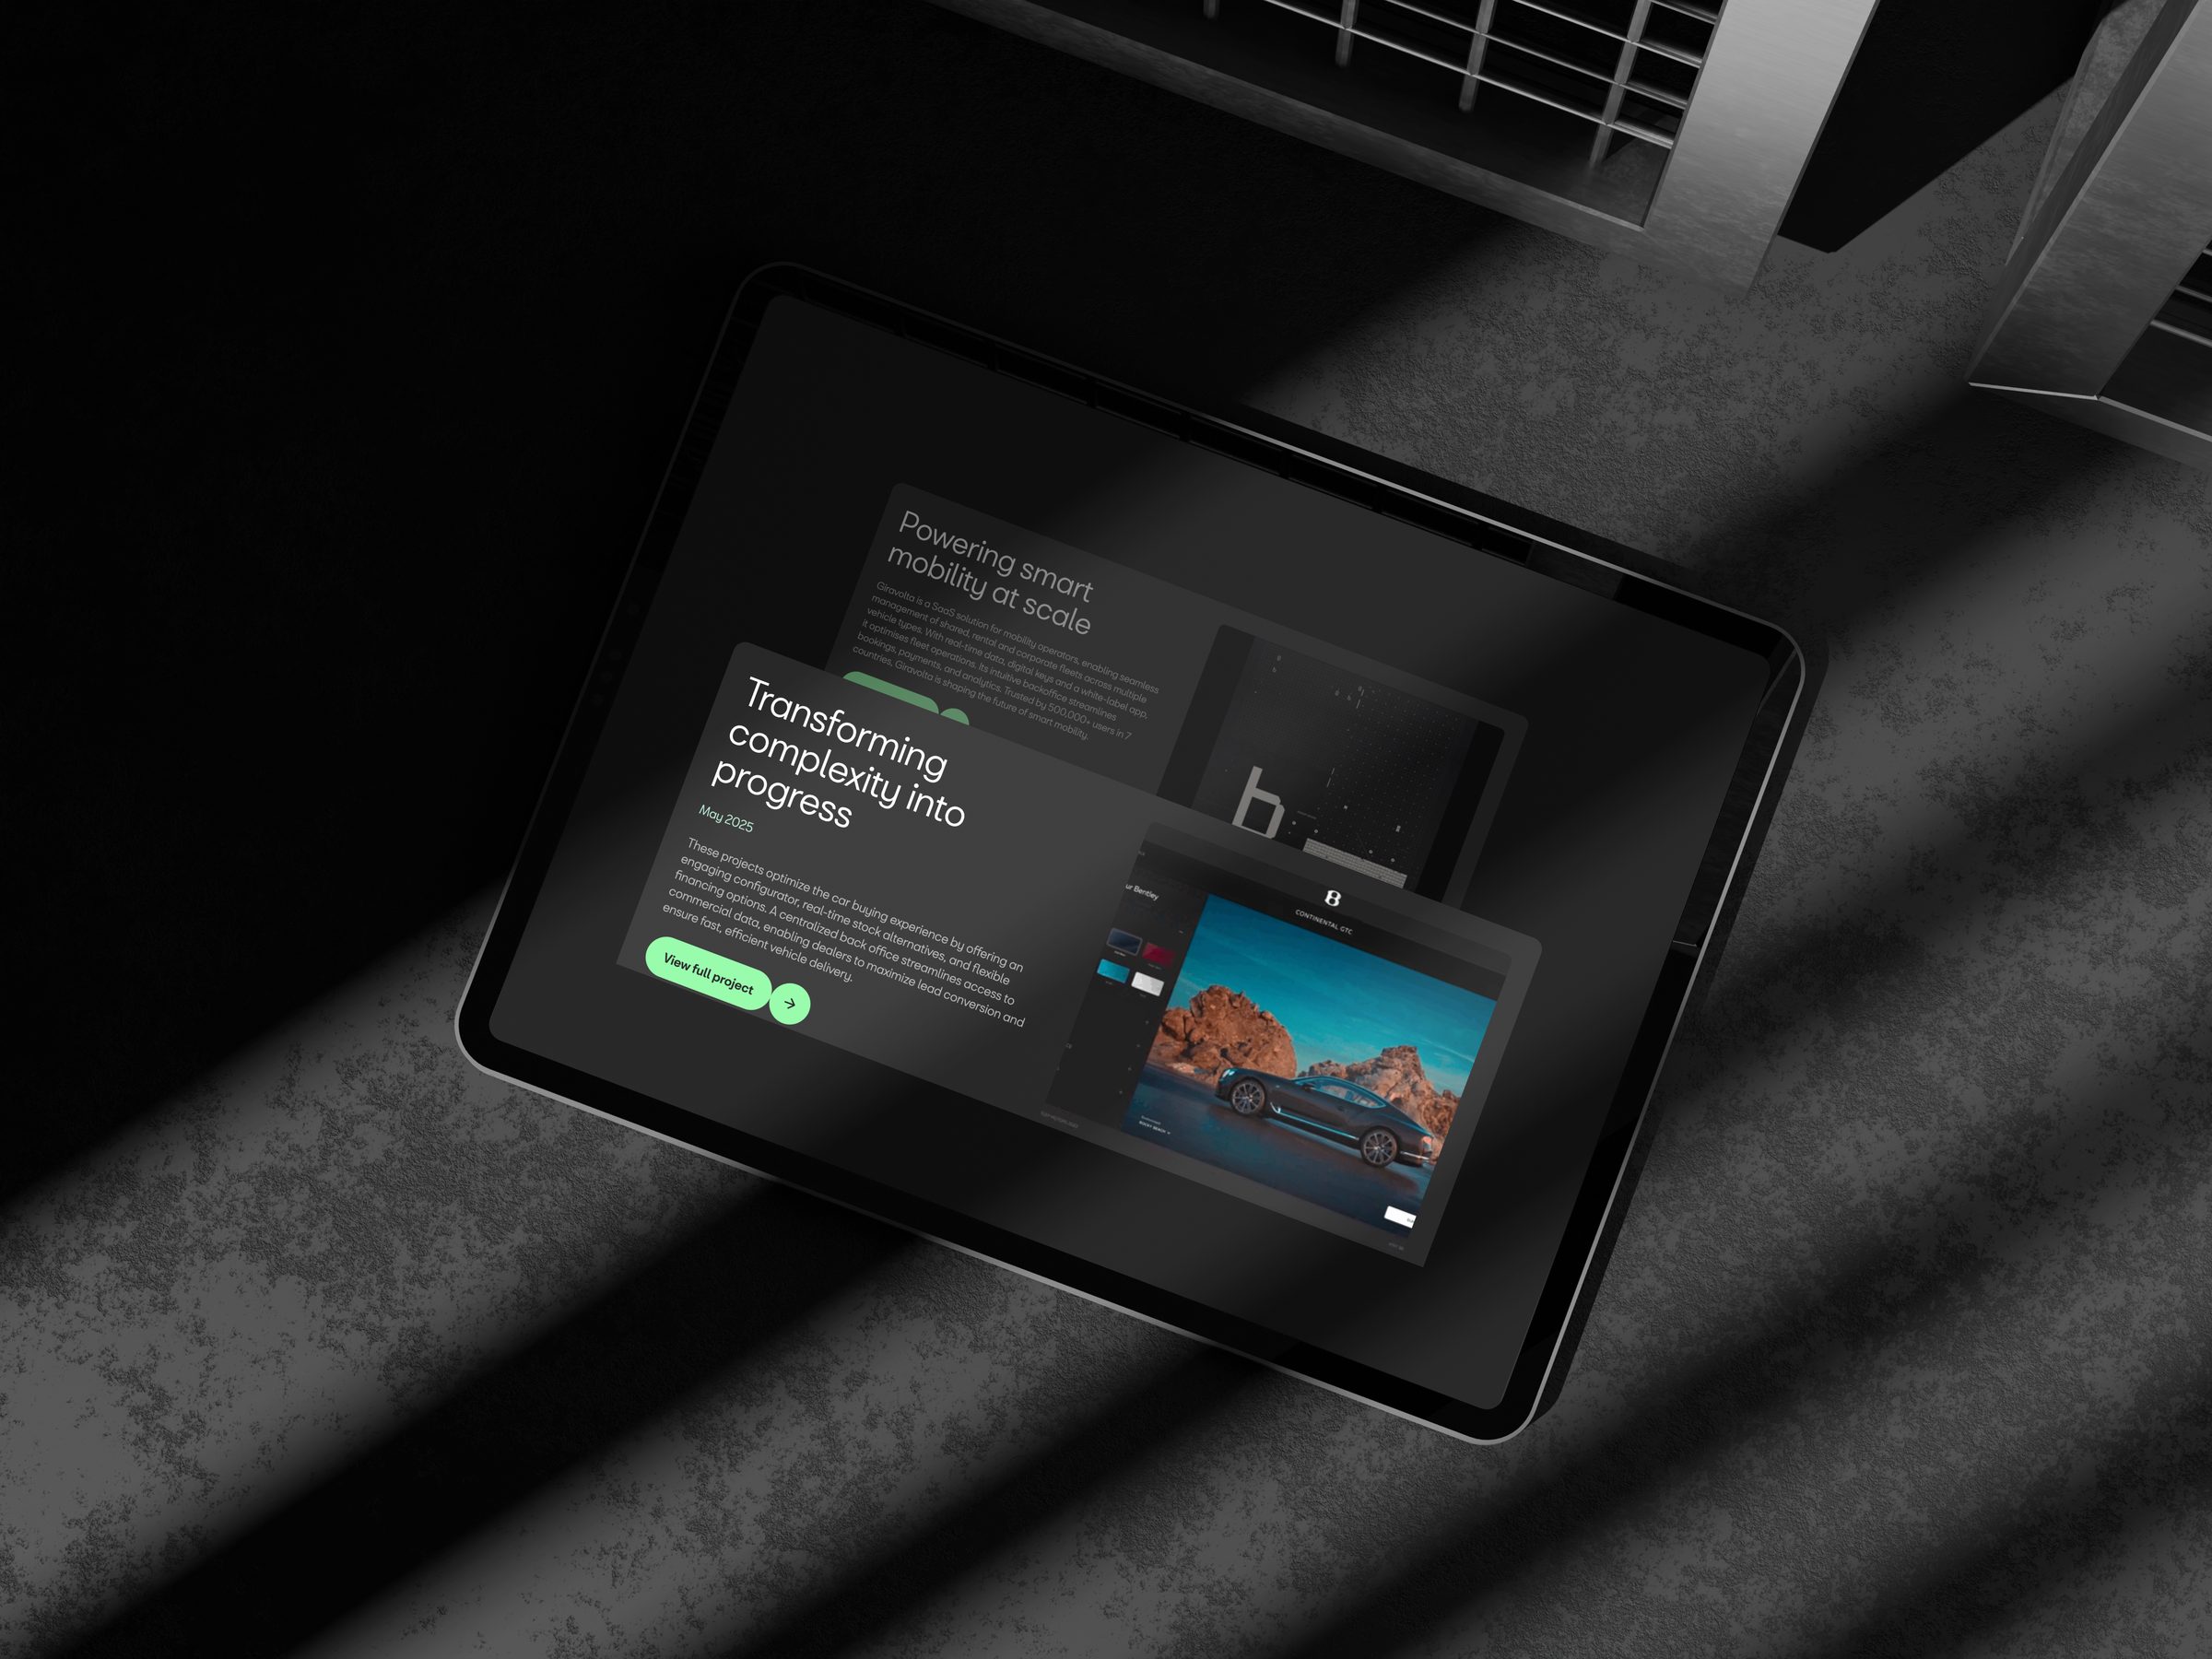 Powering smart
mobility at scale
Giravolta is a SaaS solution for mobility operators, enabling seamless
management of shared, rental and corporate fleets across multiple
vehicle types. With real-time data, digital keys and a white-label app,
it optimises fleet operations. Its intuitive backoffice streamlines
bookings, payments, and analytics. Trusted by 500,000+ users in 7
countries, Giravolta is shaping the future of smart mobility.
Transforming
complexity into
progress
May 2025
These projects optimize the car buying experience by offering an
engaging configurator, real-time stock alternatives, and flexible
financing options. A centralized back office streamlines access to
commercial data, enabling dealers to maximize lead conversion and
ensure fast, efficient vehicle delivery.
View full project
ur Bentley
B
CONTINENTAL GTC